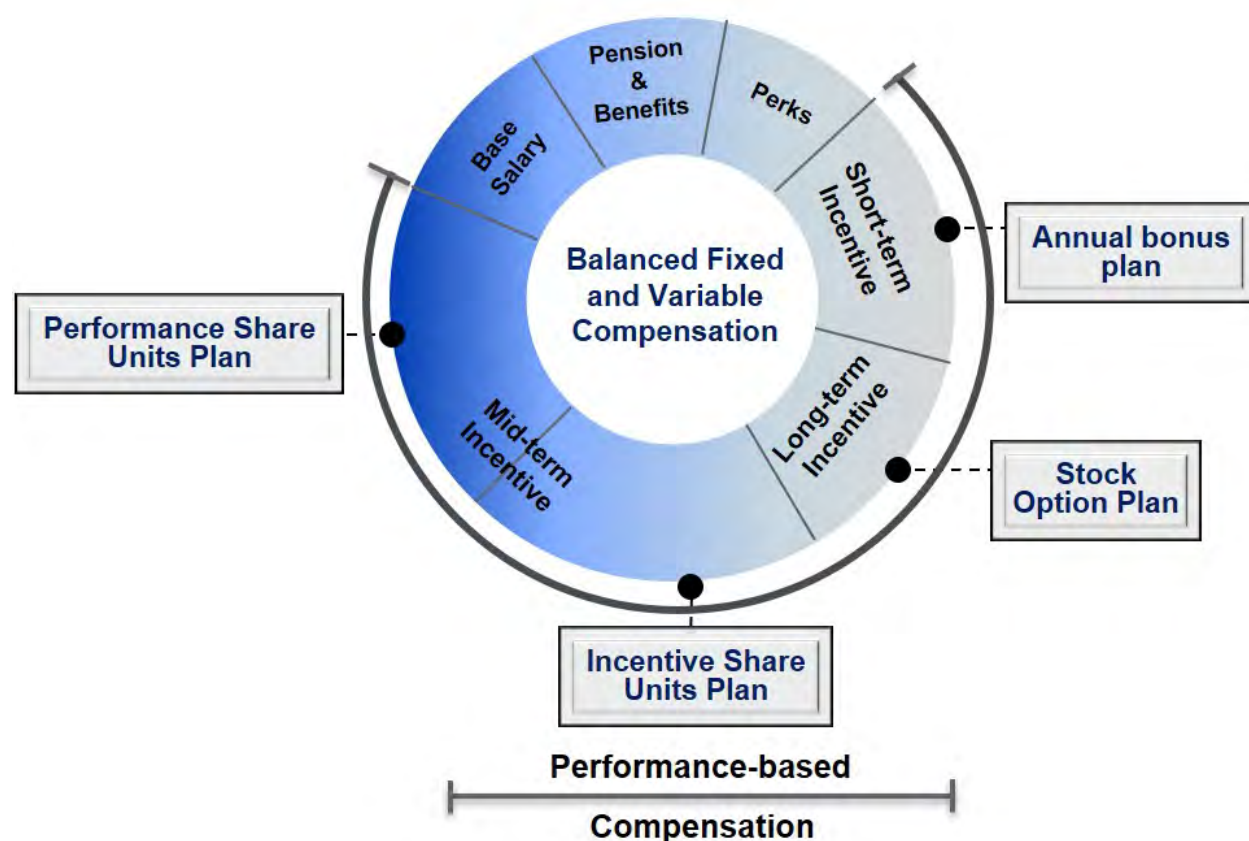 Pension
&
Benefits
Perks
Base
Salary
Short-term
Incentive
Balanced Fixed
and Variable
Compensation
Annual bonus
plan
Performance Share
Units Plan
Mid-term
Incentive
Long-term
Incentive
Stock
Option Plan
Incentive Share
Units Plan
Performance-based
Compensation